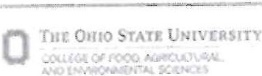 THE OHIO STATE UNIVERSITY
COLLEGE OF FOOD, AGRICULTURAL,
AND ENVIRONMENTAL SCIENCES